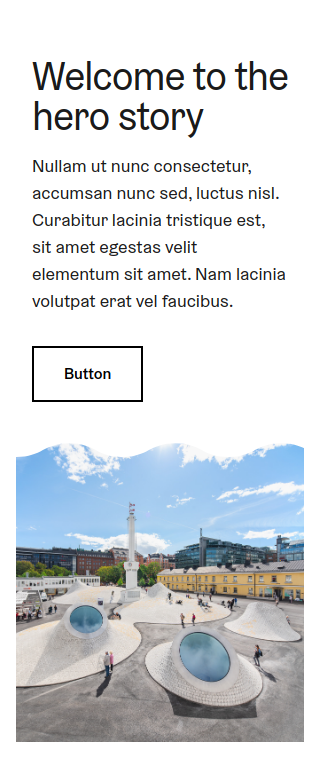 Welcome to the
hero story
Nullam ut nunc consectetur,
accumsan nunc sed, luctus nisl.
Curabitur lacinia tristique est,
sit amet egestas velit
elementum sit amet. Nam lacinia
volutpat erat vel faucibus.
Button